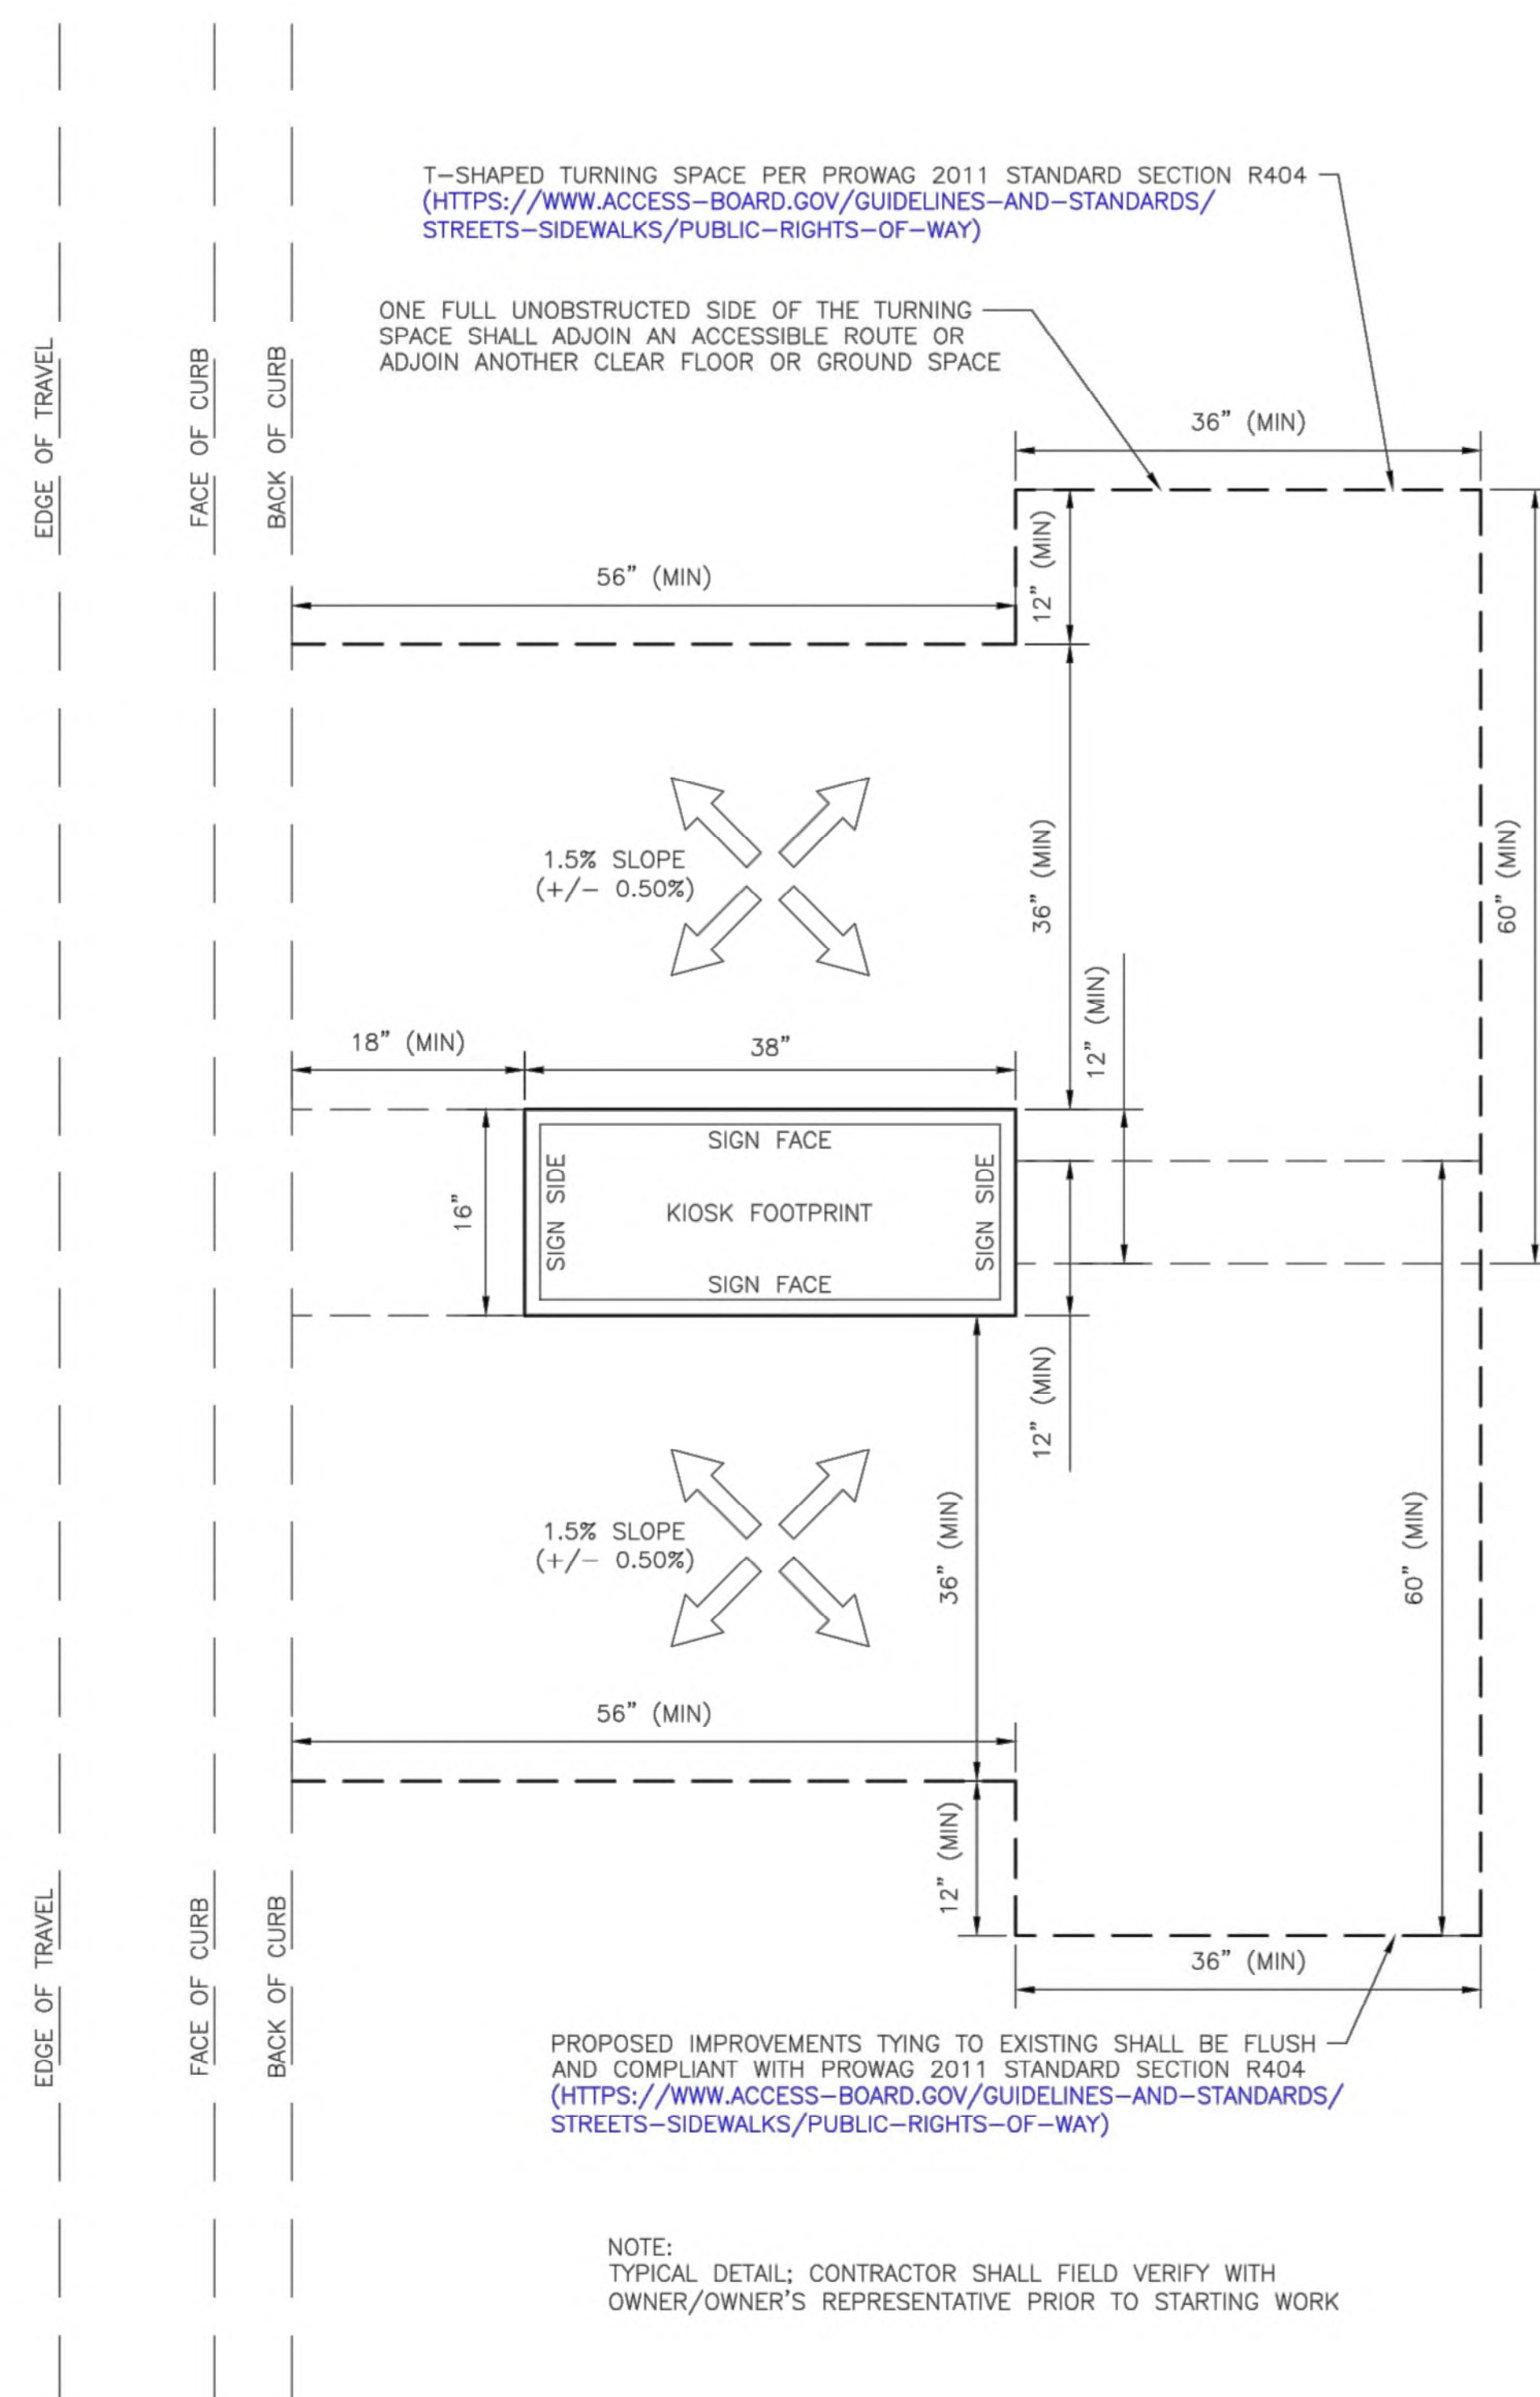 T-SHAPED TURNING SPACE PER PROWAG 2011 STANDARD SECTION R404
(HTTPS://WWW.ACCESS-BOARD.GOV/GUIDELINES-AND-STANDARDS/
STREETS-SIDEWALKS/PUBLIC-RIGHTS-OF-WAY)
ONE FULL UNOBSTRUCTED SIDE OF THE TURNING
SPACE SHALL ADJOIN AN ACCESSIBLE ROUTE OR
ADJOIN ANOTHER CLEAR FLOOR OR GROUND SPACE
EDGE OF TRAVEL
FACE OF CURB
BACK OF CURB
36" (MIN)
12" (MIN)
56" (MIN)
1.5% SLOPE
(+/- 0.50%)
36" (MIN)
60" (MIN)
12" (MIN)
18" (MIN)
38"
16"
SIGN FACE
SIGN SIDE
KIOSK FOOTPRINT
SIGN SIDE
SIGN FACE
12" (MIN)
1.5% SLOPE
(+/- 0.50%)
36" (MIN)
60" (MIN)
56" (MIN)
12" (MIN)
EDGE OF TRAVEL
FACE OF CURB
BACK OF CURB
36" (MIN)
PROPOSED IMPROVEMENTS TYING TO EXISTING SHALL BE FLUSH
AND COMPLIANT WITH PROWAG 2011 STANDARD SECTION R404
(HTTPS://WWW.ACCESS-BOARD.GOV/GUIDELINES-AND-STANDARDS/
STREETS-SIDEWALKS/PUBLIC-RIGHTS-OF-WAY)
NOTE:
TYPICAL DETAIL; CONTRACTOR SHALL FIELD VERIFY WITH
OWNER/OWNER'S REPRESENTATIVE PRIOR TO STARTING WORK